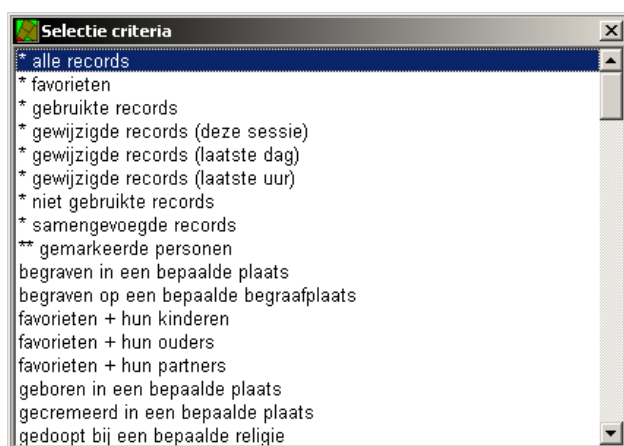 Selectie criteria
* alle records
* favorieten
* gebruikte records
* gewijzigde records (deze sessie)
* gewijzigde records (laatste dag)
* gewijzigde records (laatste uur)
* niet gebruikte records
* samengevoegde records
** gemarkeerde personen
begraven in een bepaalde plaats
begraven op een bepaalde begraafplaats
favorieten + hun kinderen
favorieten + hun ouders
favorieten + hun partners
geboren in een bepaalde plaats
gecremeerd in een bepaalde plaats
gedoopt bij een bepaalde religie